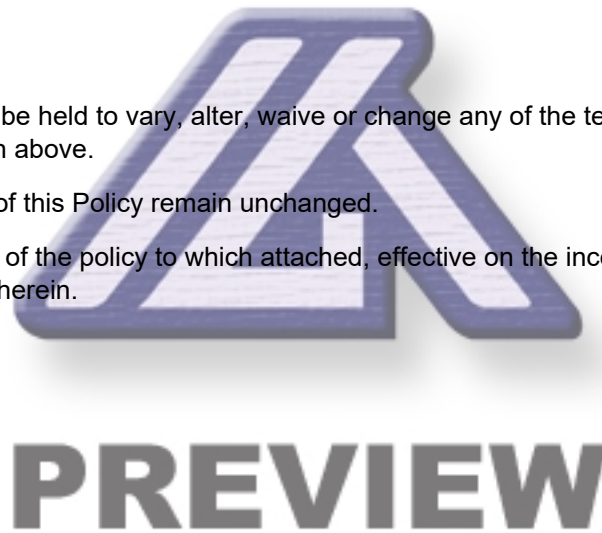 be held to vary, alter, waive or change any of the te
n above.
of this Policy remain unchanged.
of the policy to which attached, effective on the ince
herein.
PREVIEW